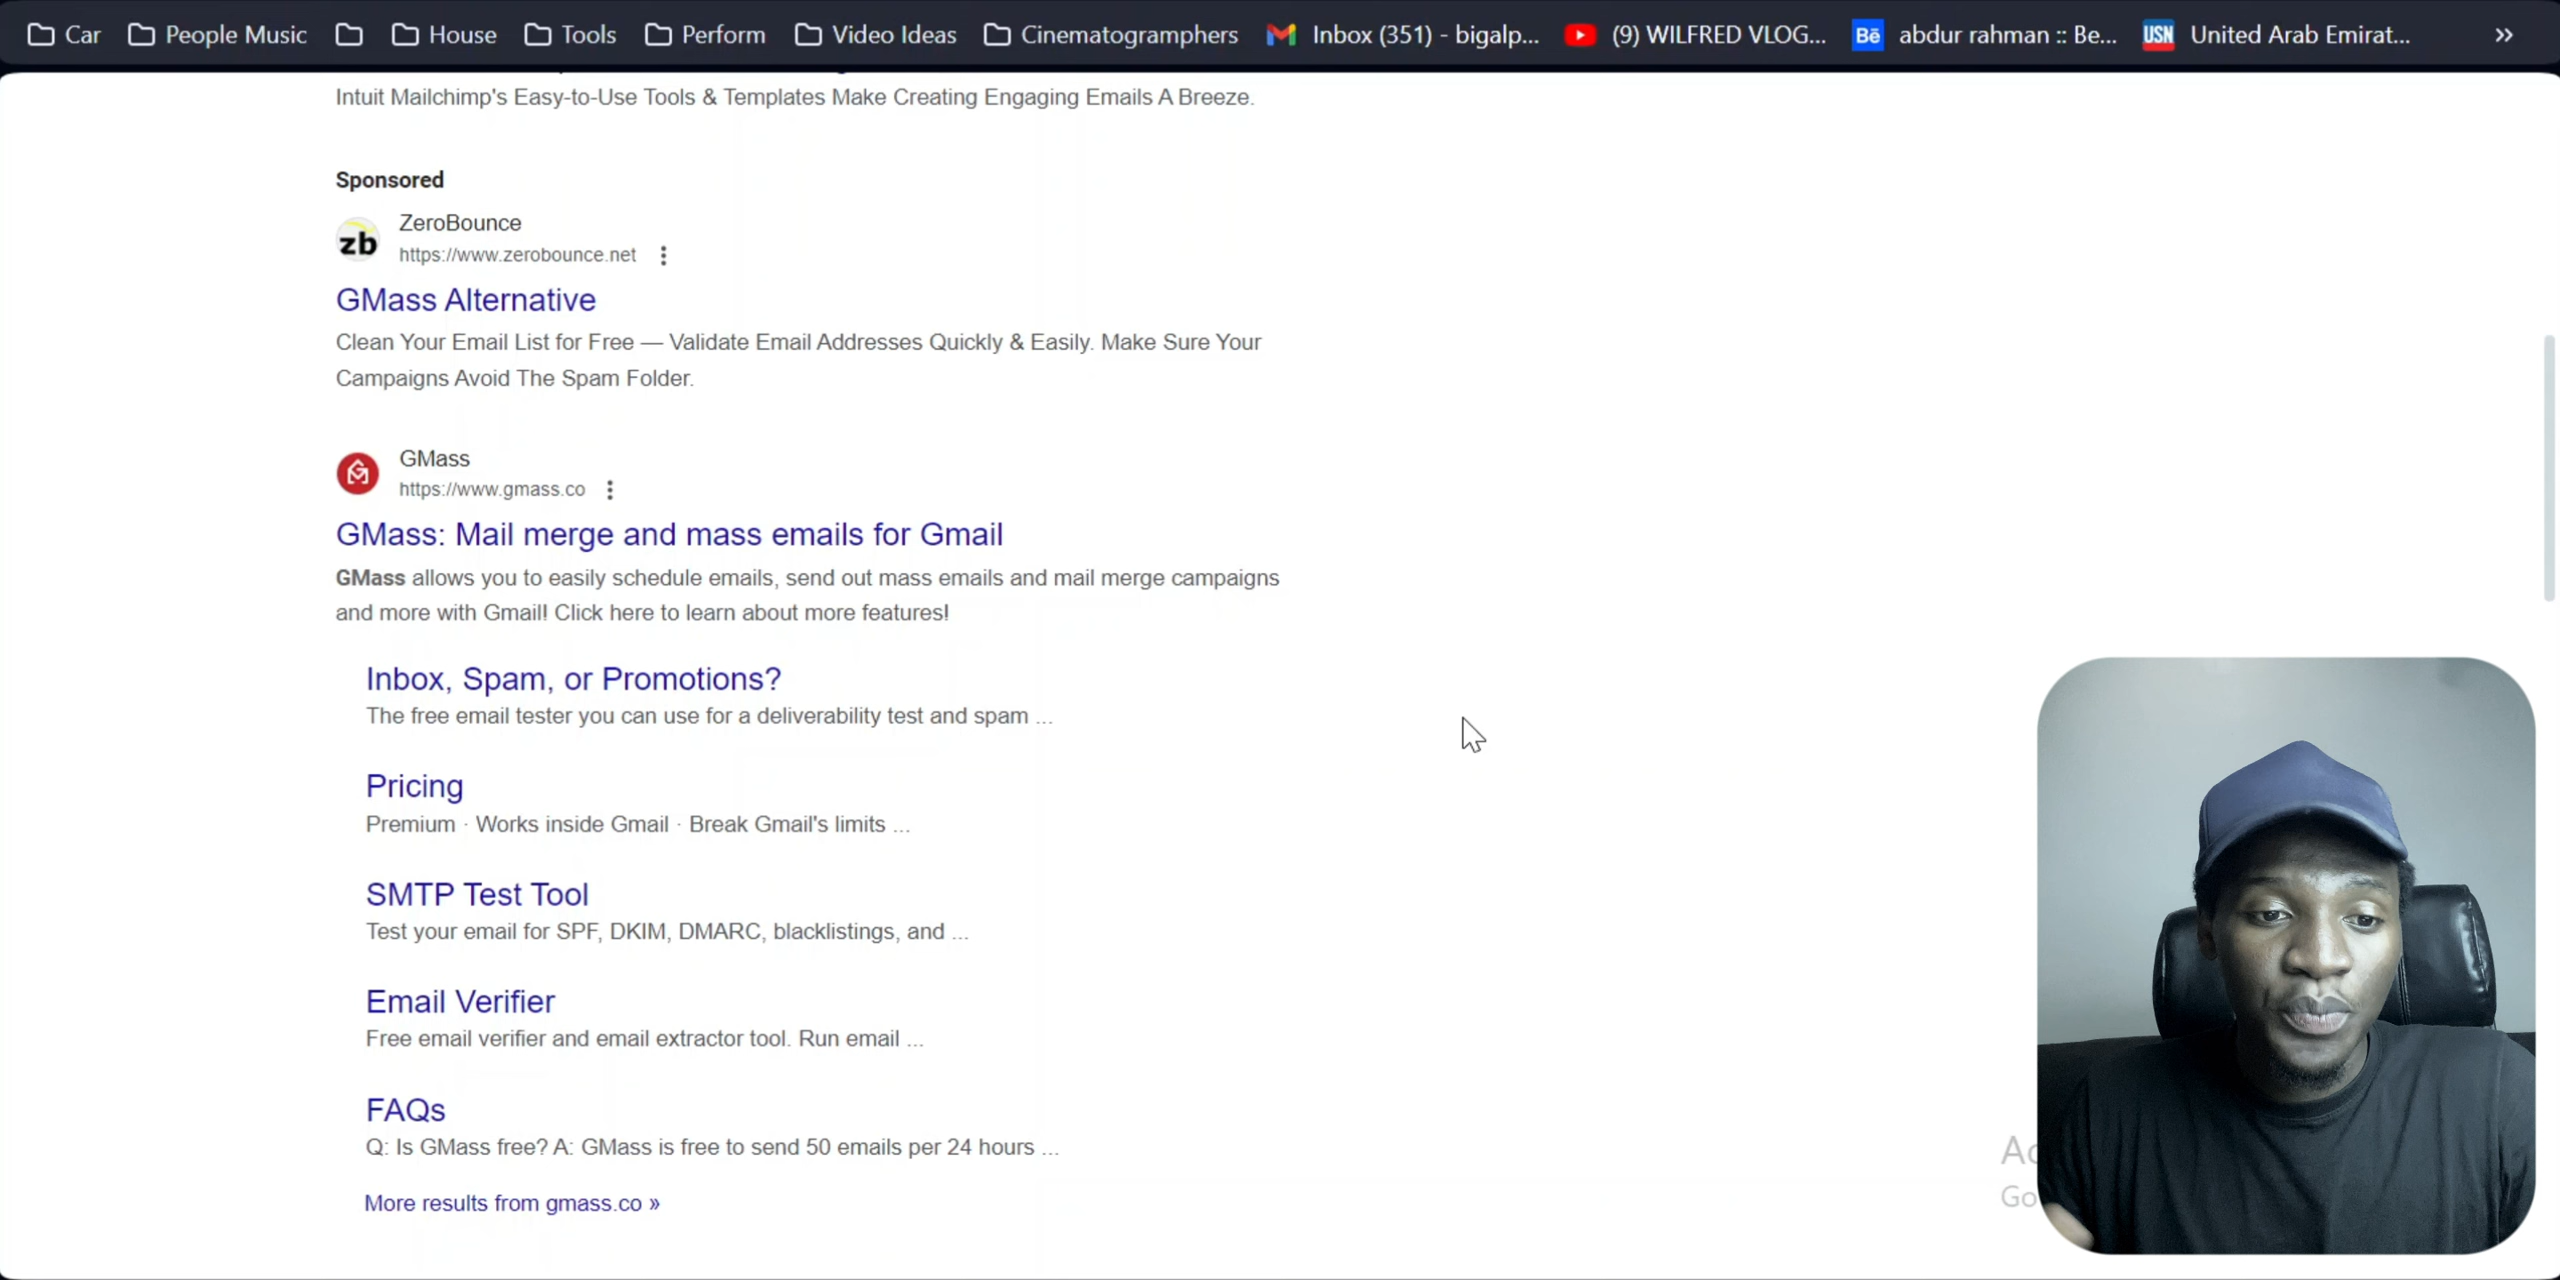 Car People Music House Tools Perform Video Ideas Cinematogramphers Inbox (351) - bigalp... (9) WILFRED VLOG... Bē abdur rahman :: Be... USN United Arab Emirat... »
Intuit Mailchimp's Easy-to-Use Tools & Templates Make Creating Engaging Emails A Breeze.
Sponsored
zb
ZeroBounce
https://www.zerobounce.net
GMass Alternative
Clean Your Email List for Free — Validate Email Addresses Quickly & Easily. Make Sure Your
Campaigns Avoid The Spam Folder.
GMass
https://www.gmass.co
GMass: Mail merge and mass emails for Gmail
GMass allows you to easily schedule emails, send out mass emails and mail merge campaigns
and more with Gmail! Click here to learn about more features!
Inbox, Spam, or Promotions?
The free email tester you can use for a deliverability test and spam ...
Pricing
Premium · Works inside Gmail · Break Gmail's limits ...
SMTP Test Tool
Test your email for SPF, DKIM, DMARC, blacklistings, and ...
Email Verifier
Free email verifier and email extractor tool. Run email ...
FAQs
Q: Is GMass free? A: GMass is free to send 50 emails per 24 hours ...
More results from gmass.co »